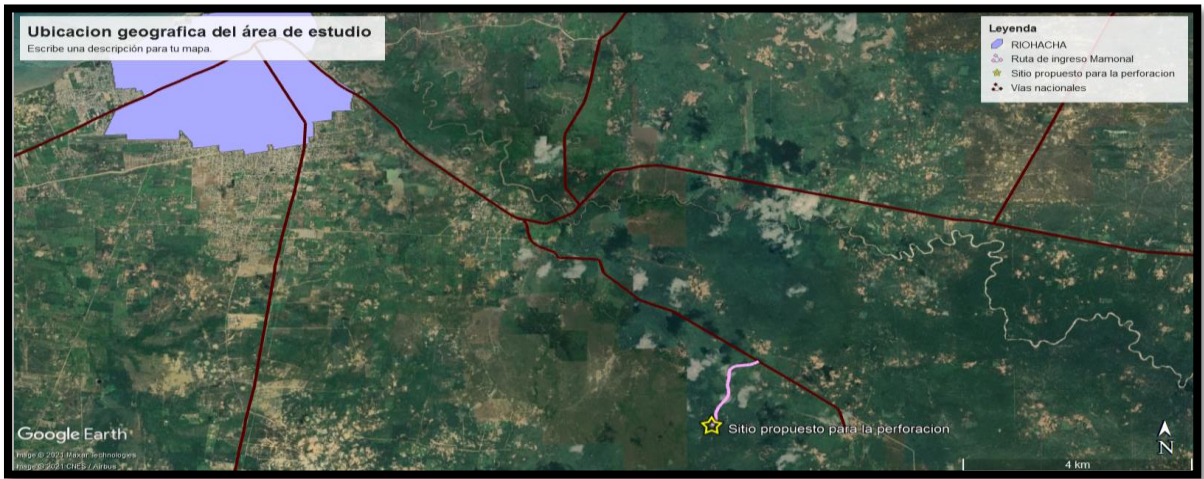 Ubicacion geografica del área de estudio
Escribe una descripción para tu mapa.
Leyenda
RIOHACHA
Ruta de ingreso Mamonal
Sitio propuesto para la perforacion
Vías nacionales
Sitio propuesto para la perforacion
Google Earth
Image © 2021 Maxar Technologies
Image © 2021 CNES / Airbus
N
4 km